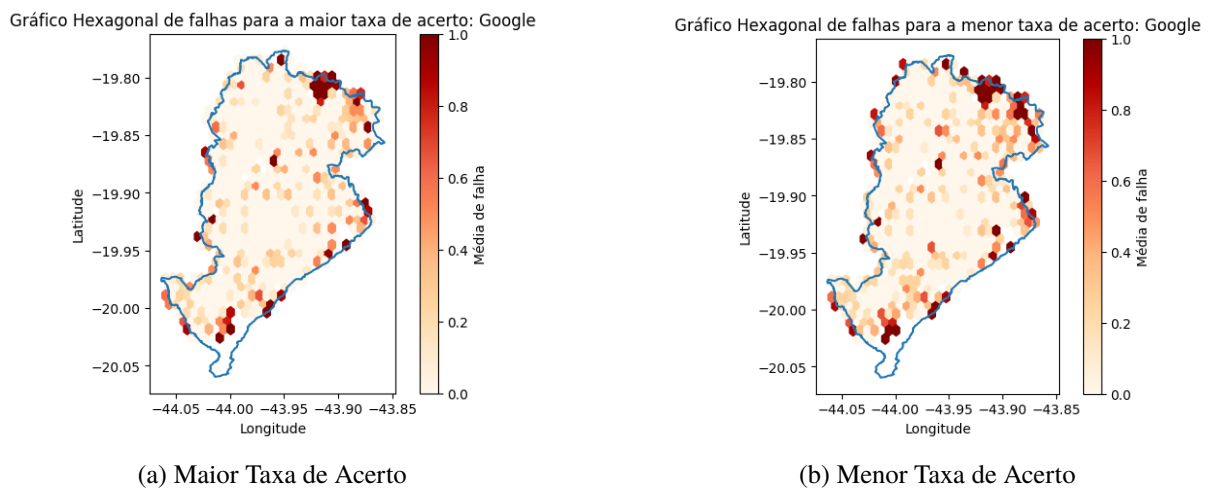 Gráfico Hexagonal de falhas para a maior taxa de acerto: Google
1.0
0.8
0.6
0.4
0.2
0.0
Média de falha
−19.80
−19.85
−19.90
−19.95
−20.00
−20.05
Latitude
−44.05 −44.00 −43.95 −43.90 −43.85
Longitude
(a) Maior Taxa de Acerto
Gráfico Hexagonal de falhas para a menor taxa de acerto: Google
1.0
0.8
0.6
0.4
0.2
0.0
Média de falha
−19.80
−19.85
−19.90
−19.95
−20.00
−20.05
Latitude
−44.05 −44.00 −43.95 −43.90 −43.85
Longitude
(b) Menor Taxa de Acerto